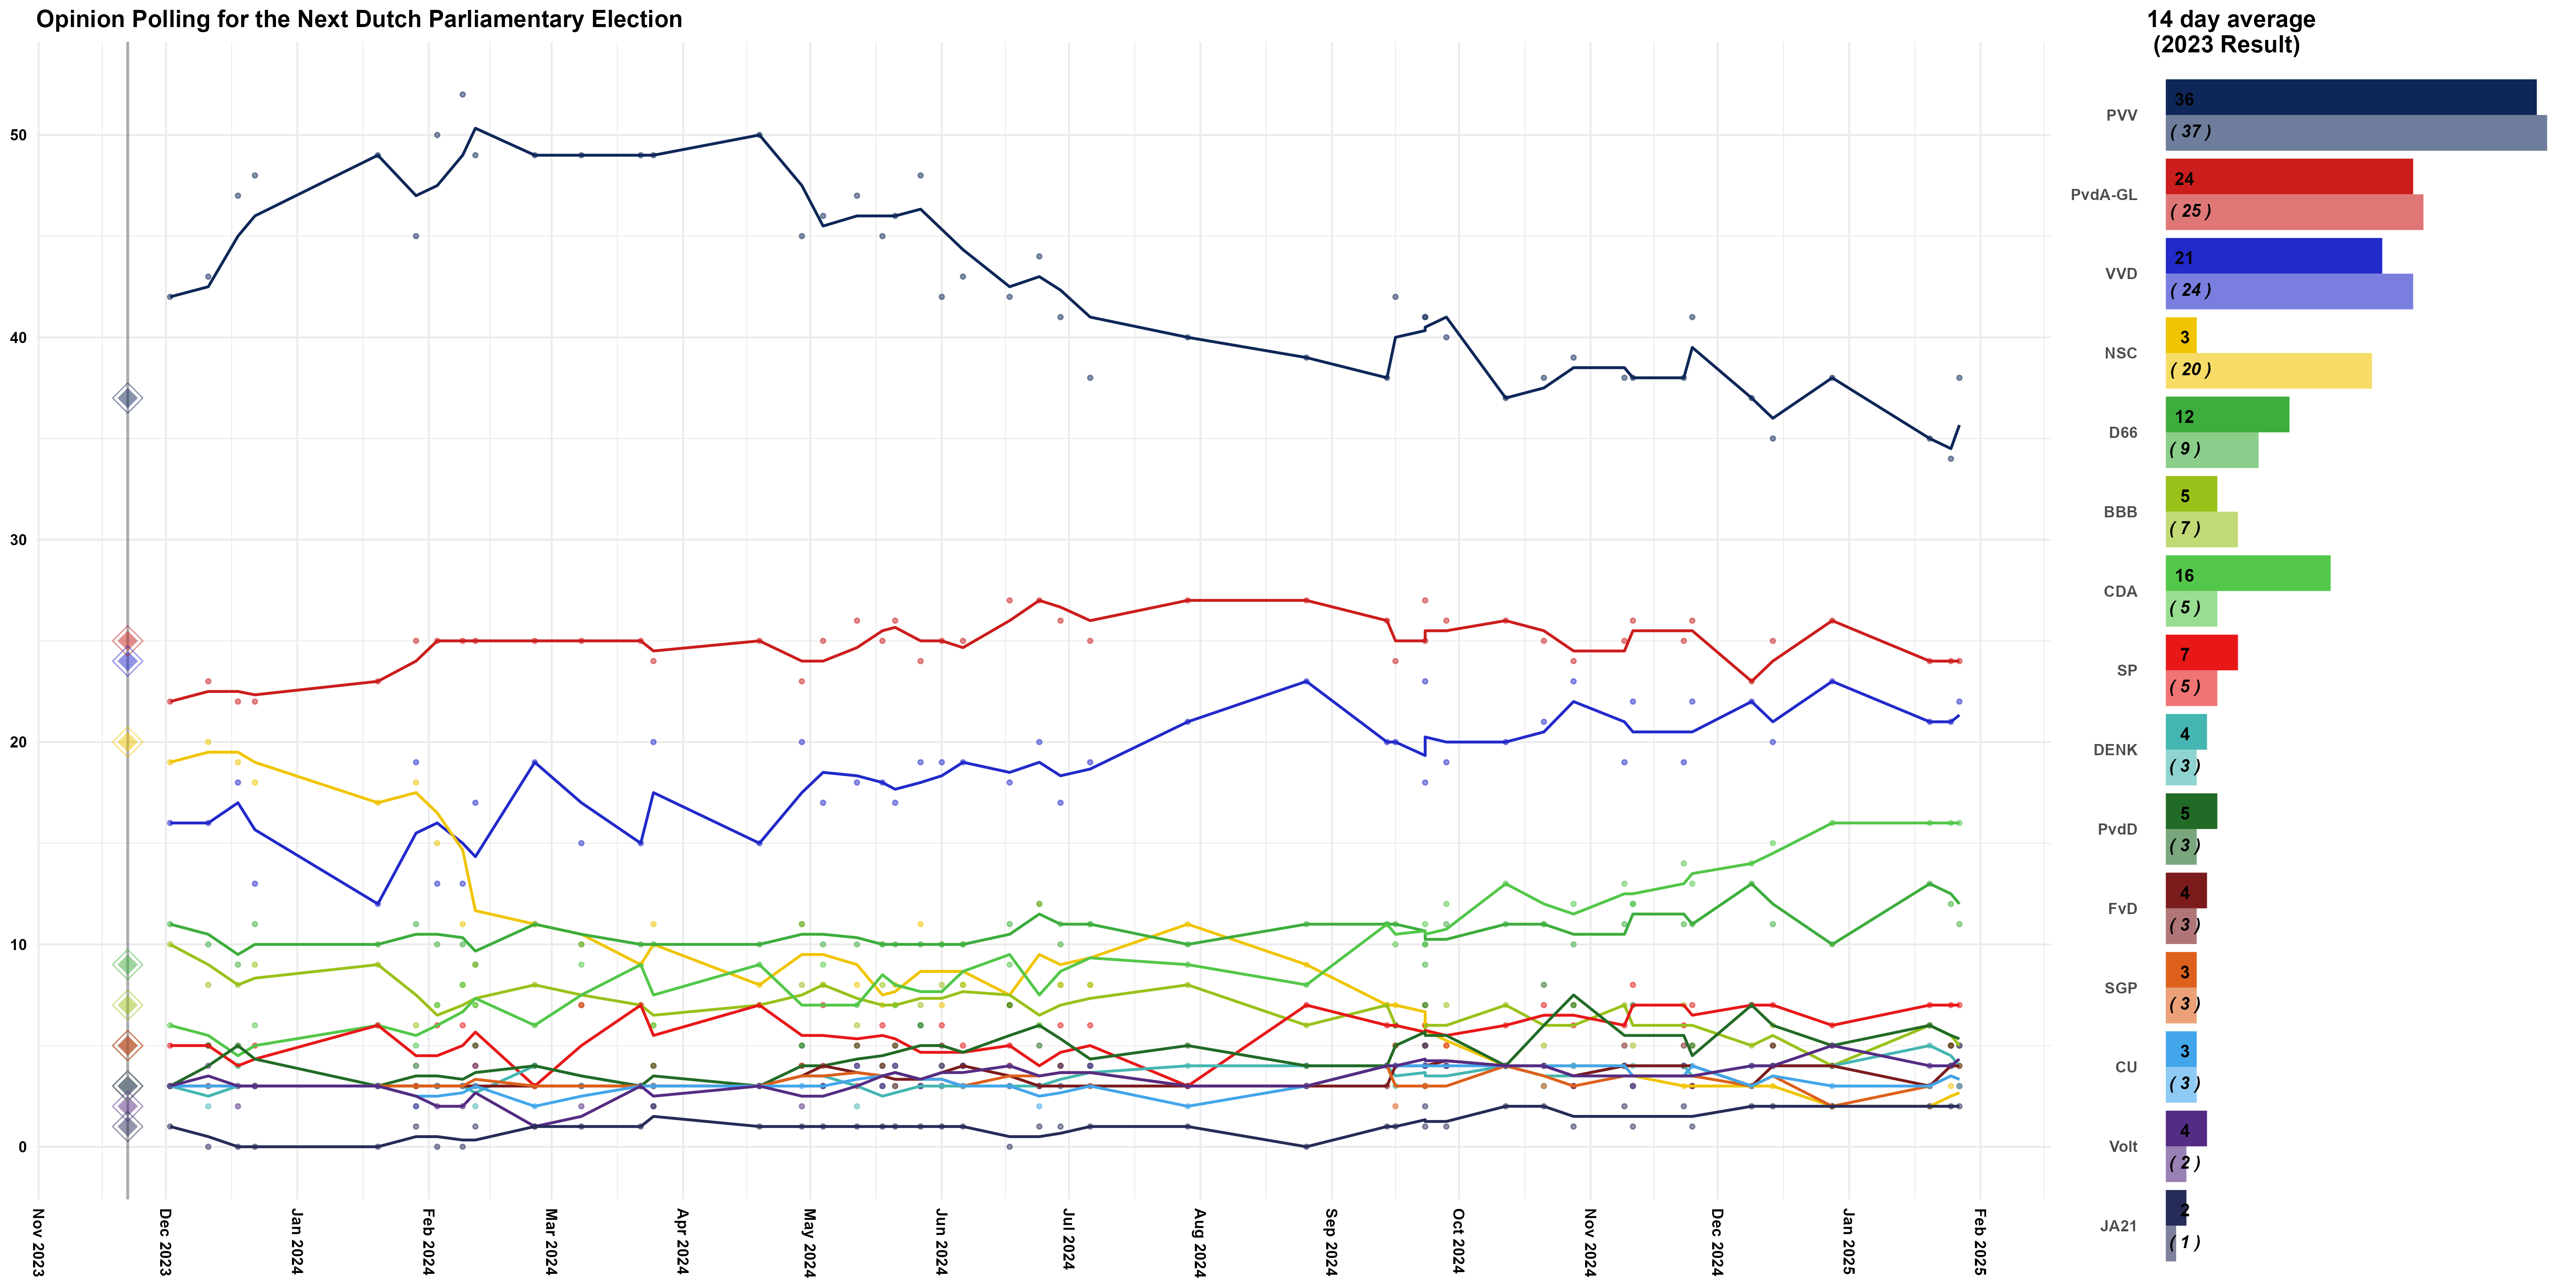 Opinion Polling for the Next Dutch Parliamentary Election
50
40
30
20
10
0
Nov 2023
Dec 2023
Jan 2024
Feb 2024
Mar 2024
Apr 2024
May 2024
Jun 2024
Jul 2024
Aug 2024
Sep 2024
Oct 2024
Nov 2024
Dec 2024
Jan 2025
Feb 2025
14 day average
(2023 Result)
PVV
36
( 37 )
PvdA-GL
24
( 25 )
VVD
21
( 24 )
NSC
3
( 20 )
D66
12
( 9 )
BBB
5
( 7 )
CDA
16
( 5 )
SP
7
( 5 )
DENK
4
( 3 )
PvdD
5
( 3 )
FvD
4
( 3 )
SGP
3
( 3 )
CU
3
( 3 )
Volt
4
( 2 )
JA21
2
( 1 )